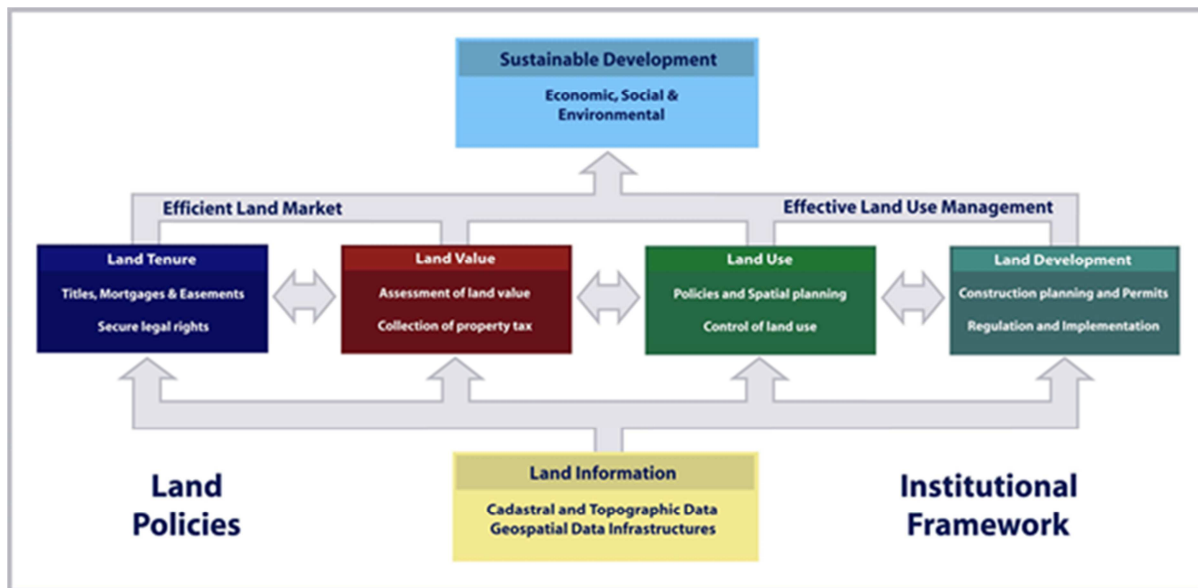 Sustainable Development
Economic, Social &
Environmental
Efficient Land Market
Effective Land Use Management
Land Tenure
Titles, Mortgages & Easements
Secure legal rights
Land Value
Assessment of land value
Collection of property tax
Land Use
Policies and Spatial planning
Control of land use
Land Development
Construction planning and Permits
Regulation and Implementation
Land
Policies
Land Information
Cadastral and Topographic Data
Geospatial Data Infrastructures
Institutional
Framework